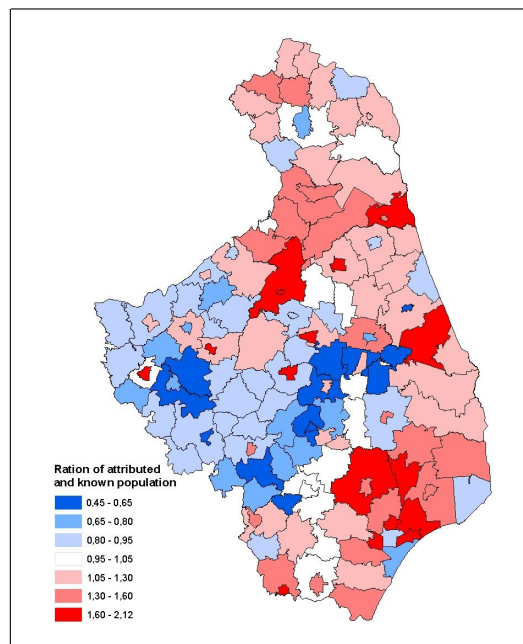 Ration of attributed
and known population
0,45 - 0,65
0,65 - 0,80
0,80 - 0,95
0,95 - 1,05
1,05 - 1,30
1,30 - 1,60
1,60 - 2,12